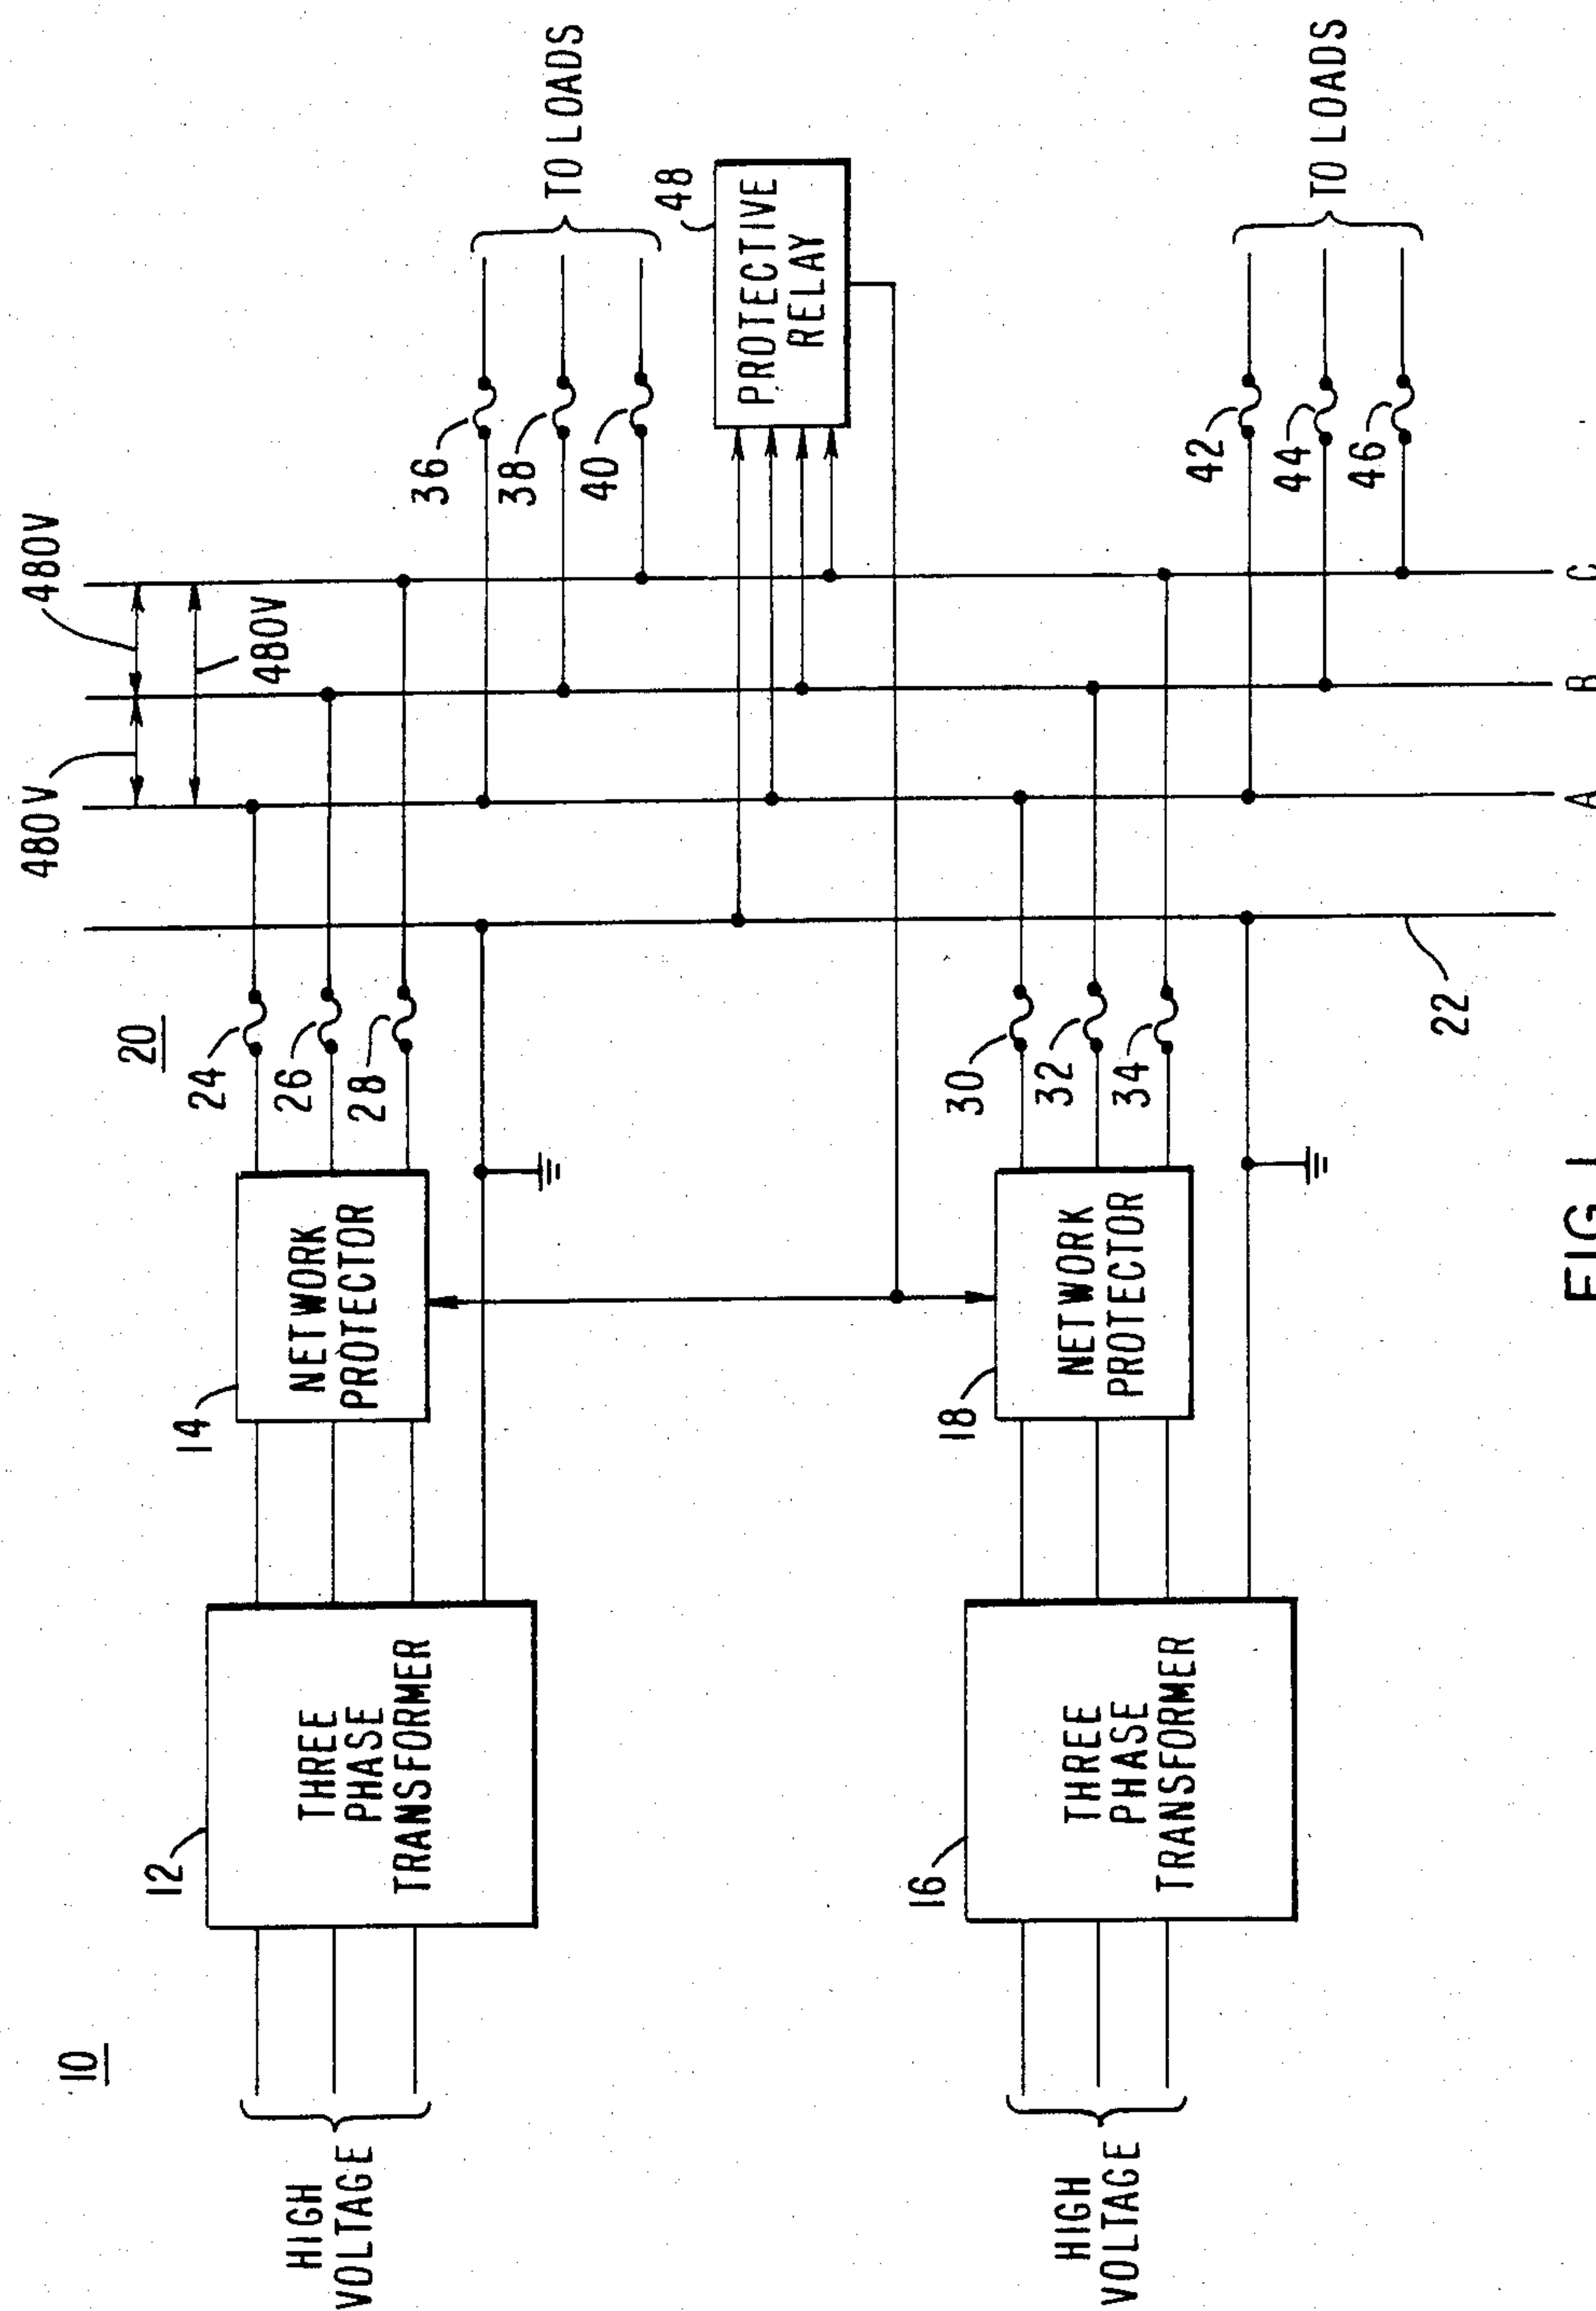 10
HIGH
VOLTAGE
12
THREE
PHASE
TRANSFORMER
14
NETWORK
PROTECTOR
20
24
26
28
480V
480V
480V
36
38
40
TO LOADS
48
PROTECTIVE
RELAY
HIGH
VOLTAGE
16
THREE
PHASE
TRANSFORMER
18
NETWORK
PROTECTOR
30
32
34
42
44
46
TO LOADS
22
A
B
C
FIG. 1